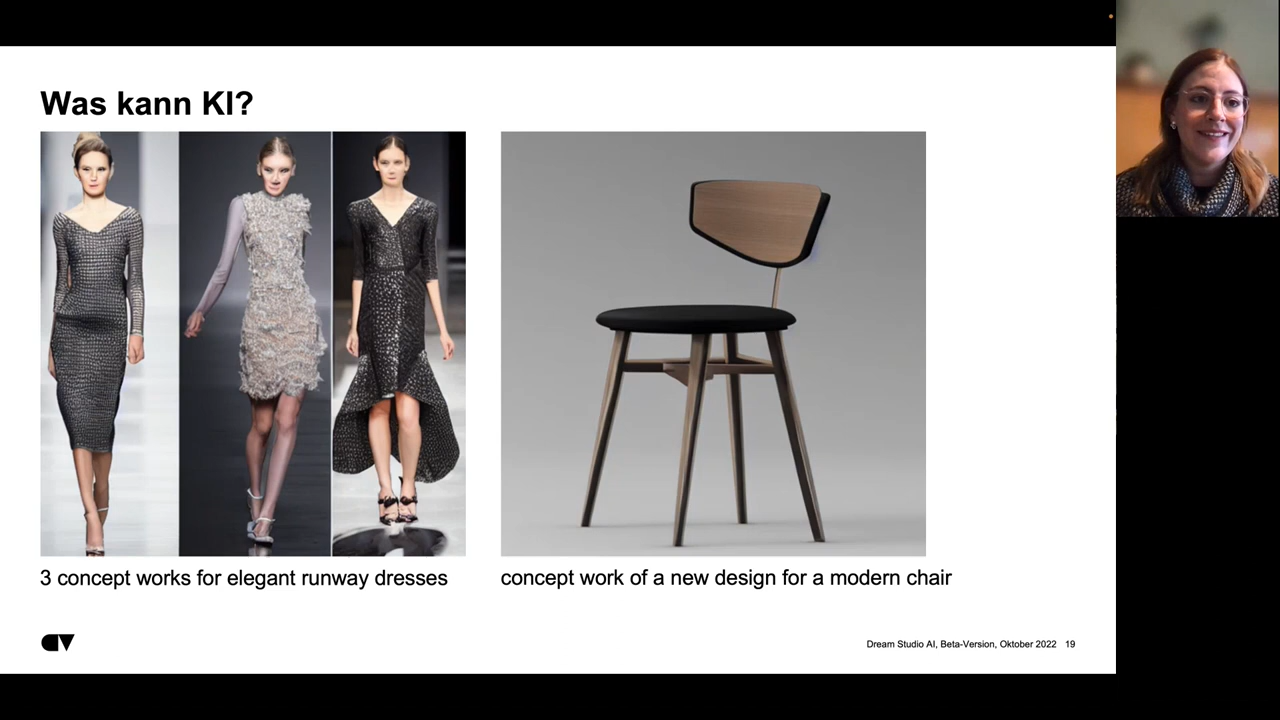 Was kann KI?
3 concept works for elegant runway dresses
concept work of a new design for a modern chair
Dream Studio AI, Beta-Version, Oktober 2022 19